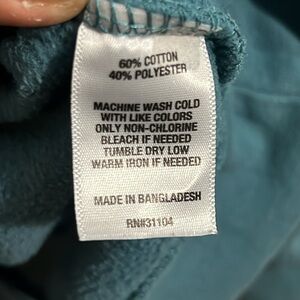 60% COTTON
40% POLYESTER
MACHINE WASH COLD
WITH LIKE COLORS
ONLY NON-CHLORINE
BLEACH IF NEEDED
TUMBLE DRY LOW
WARM IRON IF NEEDED
MADE IN BANGLADESH
RN#31104